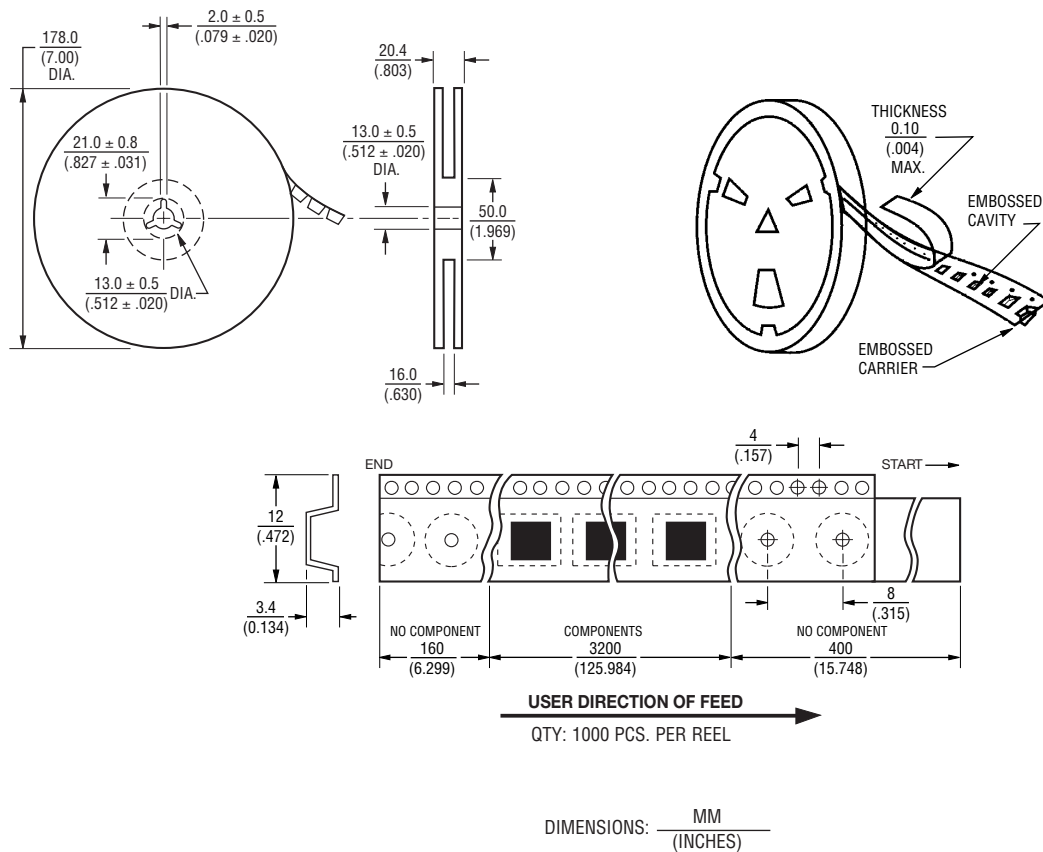 178.0
(7.00)
DIA.
2.0 ± 0.5
(.079 ± .020)
21.0 ± 0.8
(.827 ± .031)
13.0 ± 0.5
(.512 ± .020)
DIA.
20.4
(.803)
13.0 ± 0.5
(.512 ± .020)
DIA.
50.0
(1.969)
16.0
(.630)
THICKNESS
0.10
(.004)
MAX.
EMBOSSED
CAVITY
EMBOSSED
CARRIER
12
(.472)
3.4
(0.134)
END
4
(.157)
START
8
(.315)
NO COMPONENT
160
(6.299)
COMPONENTS
3200
(125.984)
NO COMPONENT
400
(15.748)
USER DIRECTION OF FEED
QTY: 1000 PCS. PER REEL
DIMENSIONS:
MM
(INCHES)